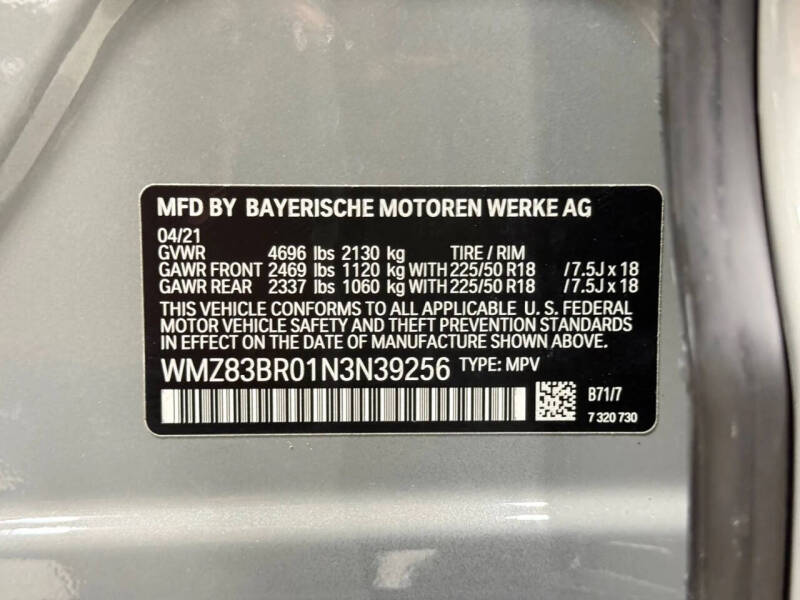 MFD BY BAYERISCHE MOTOREN WERKE AG
04/21
GVWR 4696 lbs 2130 kg TIRE / RIM
GAWR FRONT 2469 lbs 1120 kg WITH 225/50 R18 / 7.5J x 18
GAWR REAR 2337 lbs 1060 kg WITH 225/50 R18 / 7.5J x 18
THIS VEHICLE CONFORMS TO ALL APPLICABLE U. S. FEDERAL
MOTOR VEHICLE SAFETY AND THEFT PREVENTION STANDARDS
IN EFFECT ON THE DATE OF MANUFACTURE SHOWN ABOVE.
WMZ83BR01N3N39256 TYPE: MPV
B71/7
7 320 730